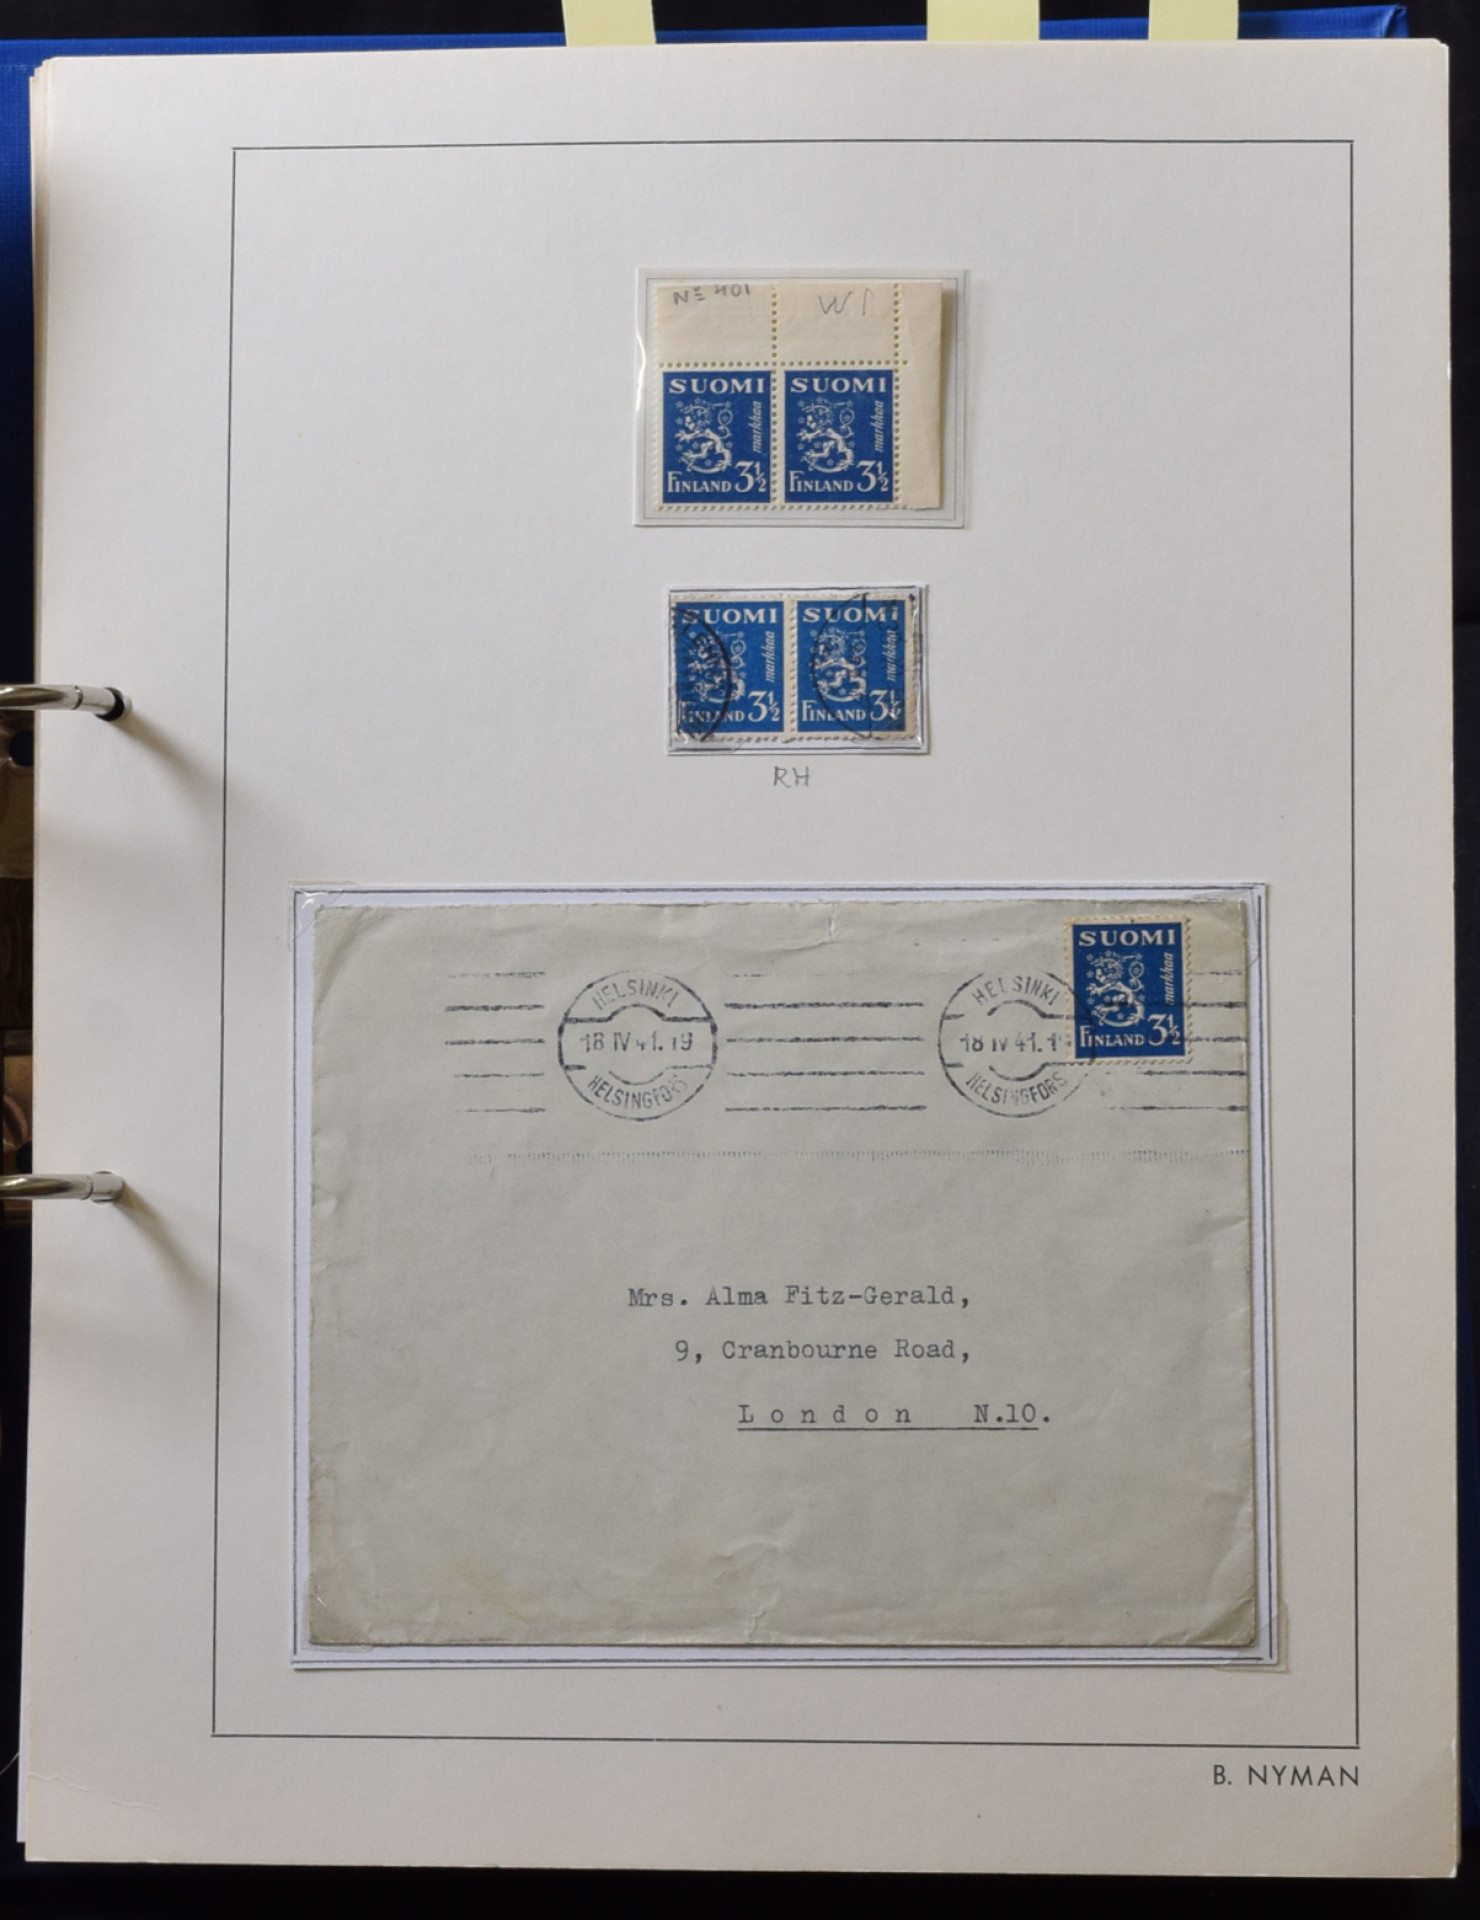 Nº 401 W1
SUOMI SUOMI
markkaa markkaa
FINLAND 3½ FINLAND 3½
SUOMI SUOMI
markkaa markkaa
FINLAND 3½ FINLAND 3½
RH
SUOMI
markkaa
FINLAND 3½
HELSINKI HELSINKI
18 IV 41. 19 18 IV 41.
HELSINGFORS HELSINGFORS
Mrs. Alma Fitz-Gerald,
9, Cranbourne Road,
London N.10.
B. NYMAN